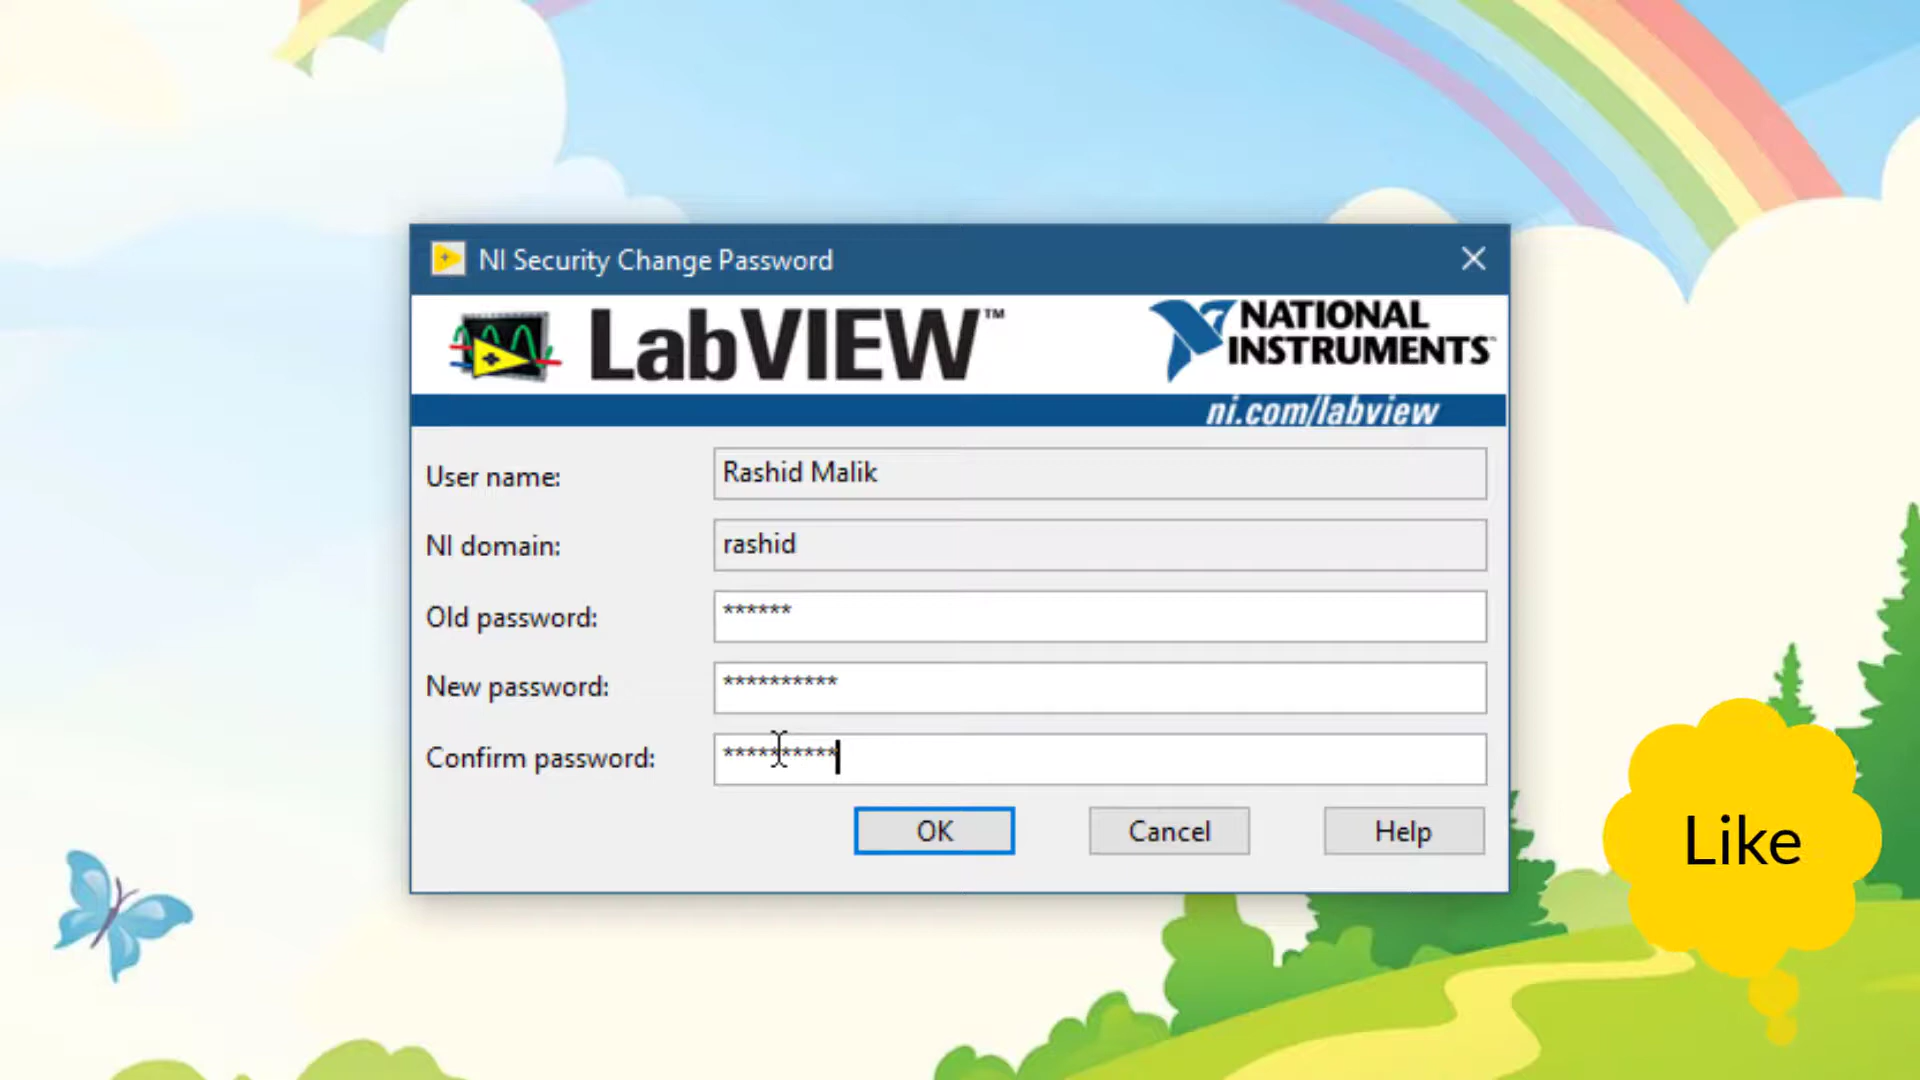 NI Security Change Password
LabVIEW™
NATIONAL
INSTRUMENTS
ni.com/labview
User name: Rashid Malik
NI domain: rashid
Old password: ******
New password: **********
Confirm password: **********
OK Cancel Help
Like